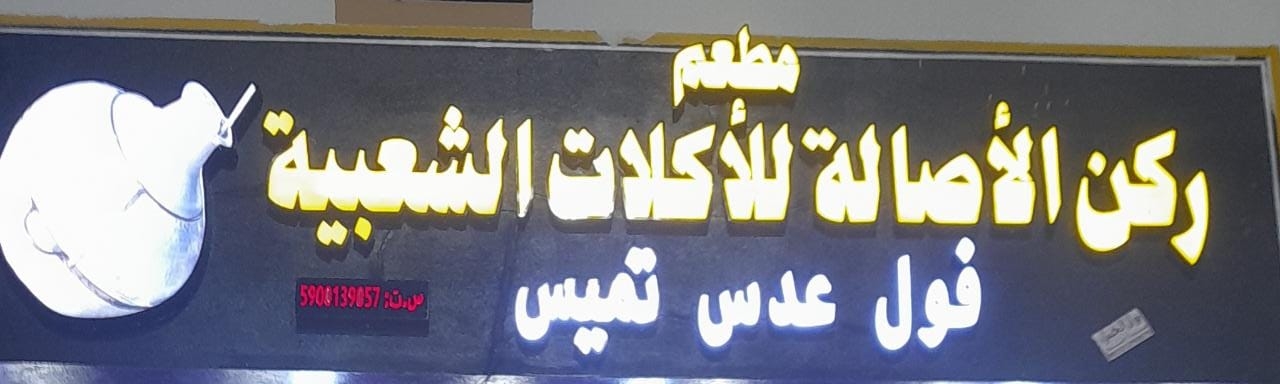 مطعم
ركن الأصالة للأكلات الشعبية
فول عدس تميس
س.ت: 5900139057